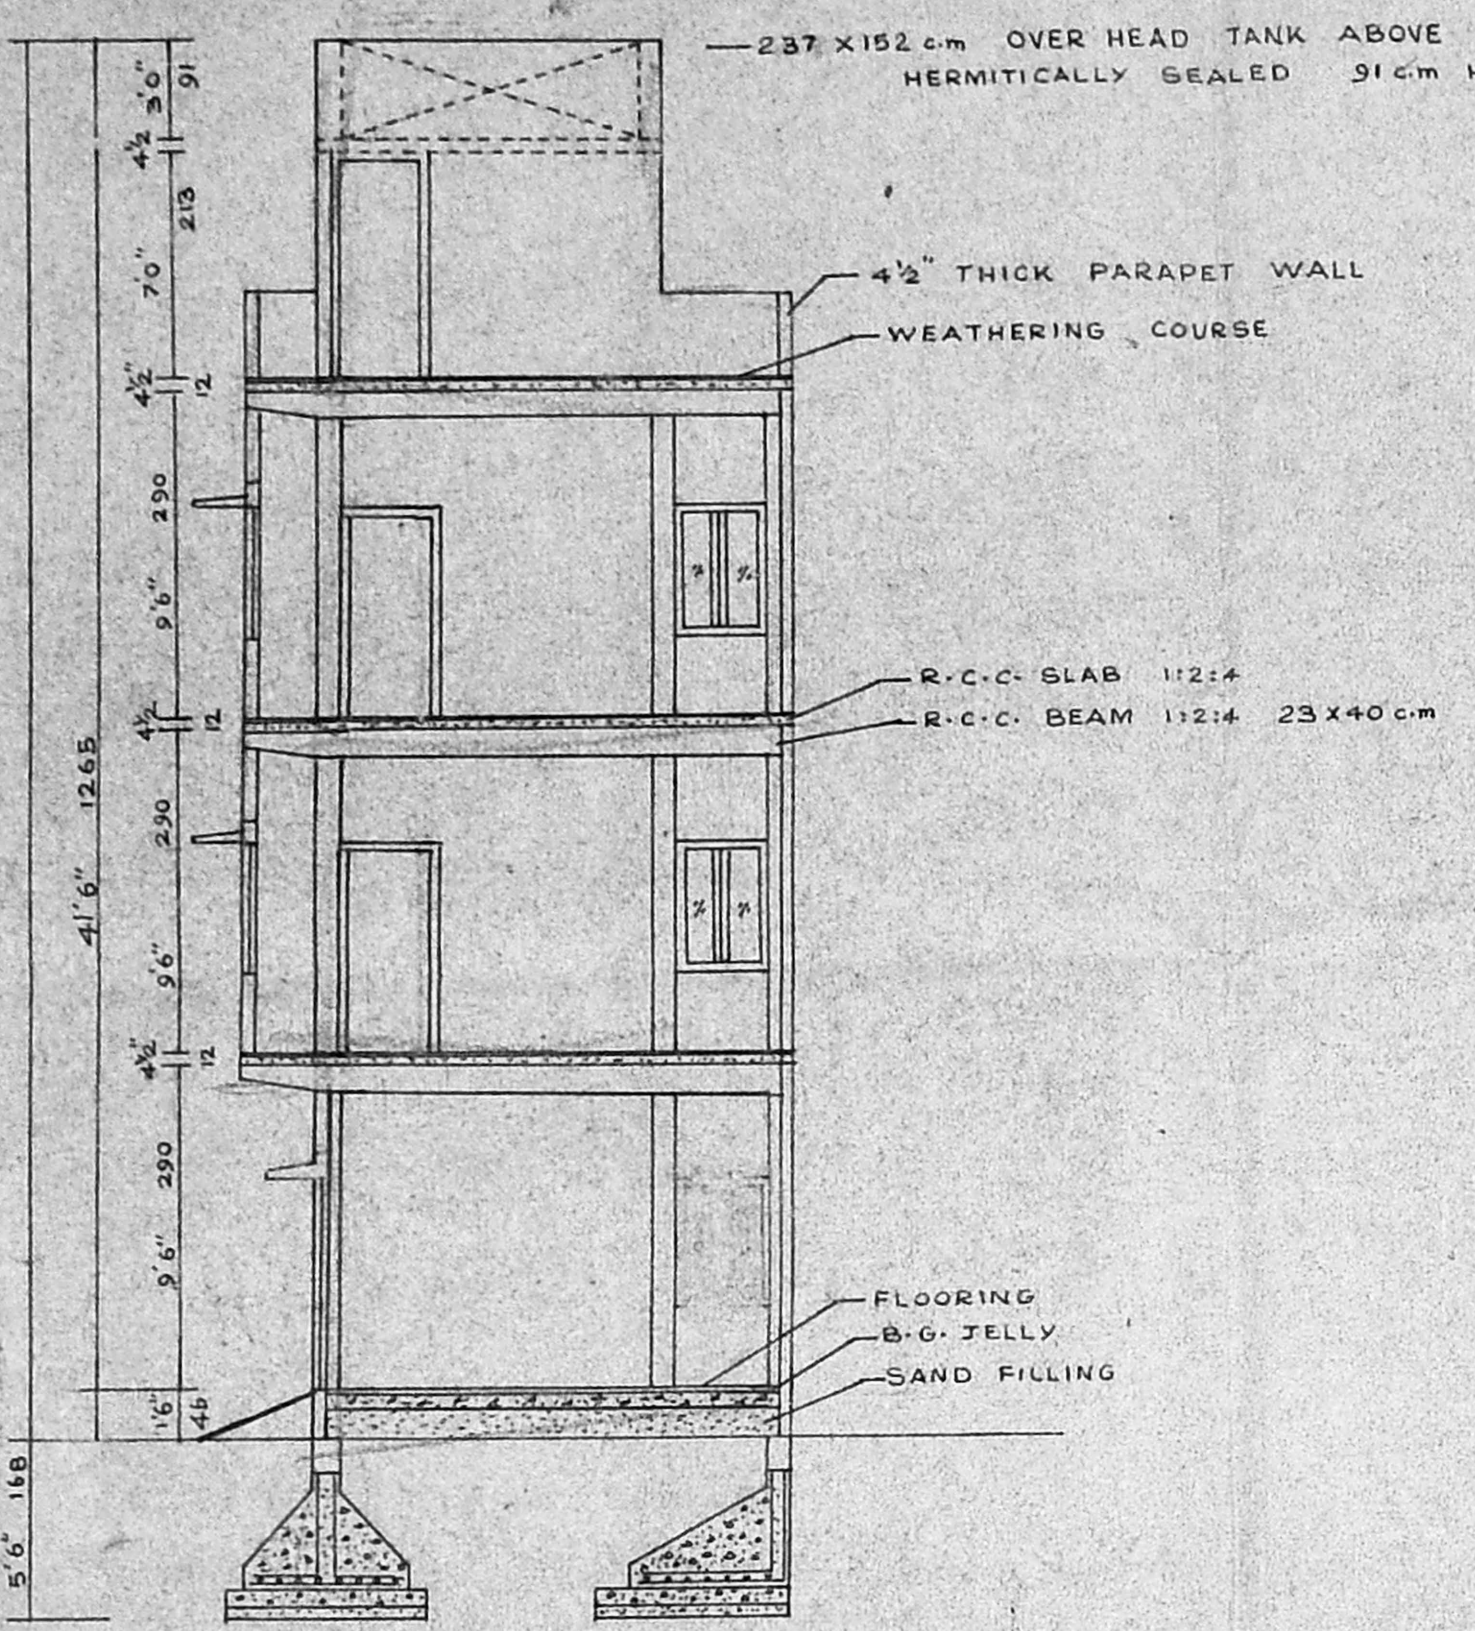 237 X 152 c.m OVER HEAD TANK ABOVE
HERMITICALLY SEALED 91 c.m
4½" THICK PARAPET WALL
WEATHERING COURSE
R.C.C. SLAB 1:2:4
R.C.C. BEAM 1:2:4 23 X 40 c.m
FLOORING
B.G. JELLY
SAND FILLING
3'0" 91
4½
7'0" 213
4½" 12
9'6" 290
4½ 12
9'6" 290
4½" 12
9'6" 290
1'6" 46
41'6" 1265
5'6" 168